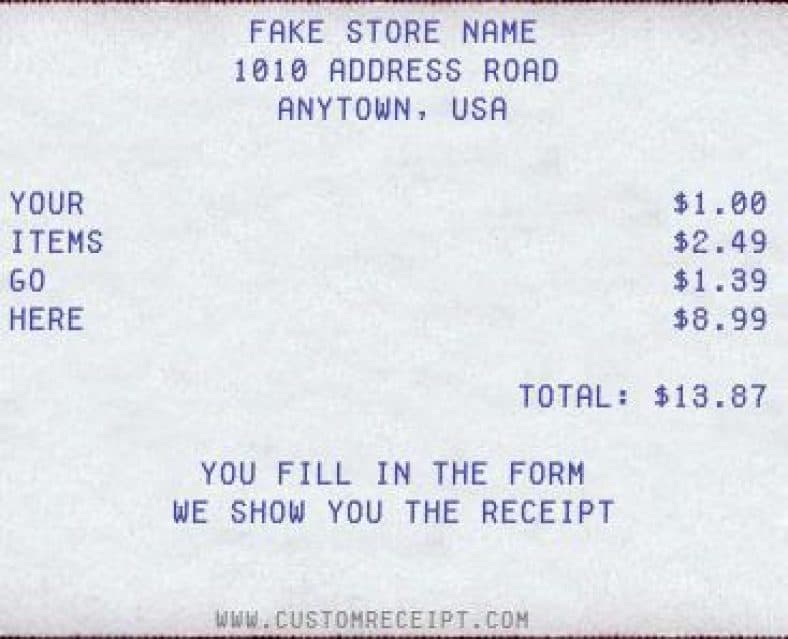 FAKE STORE NAME
1010 ADDRESS ROAD
ANYTOWN, USA
YOUR $1.00
ITEMS $2.49
GO $1.39
HERE $8.99
TOTAL: $13.87
YOU FILL IN THE FORM
WE SHOW YOU THE RECEIPT
WWW.CUSTOMRECEIPT.COM